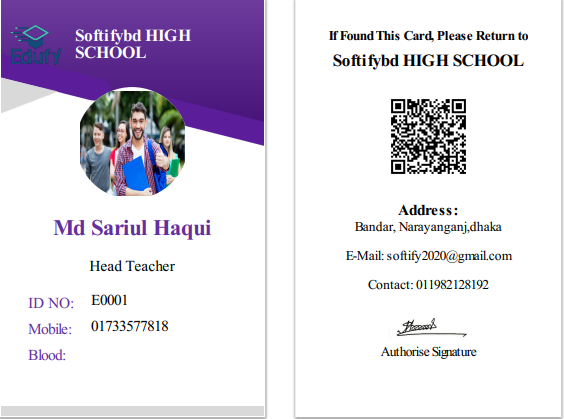 Edufy
Softifybd HIGH
SCHOOL
Md Sariul Haqui
Head Teacher
ID NO: E0001
Mobile: 01733577818
Blood:
If Found This Card, Please Return to
Softifybd HIGH SCHOOL
Address:
Bandar, Narayanganj,dhaka
E-Mail: softify2020@gmail.com
Contact: 011982128192
Authorise Signature